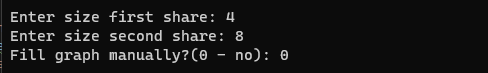 Enter size first share: 4
Enter size second share: 8
Fill graph manually?(0 - no): 0